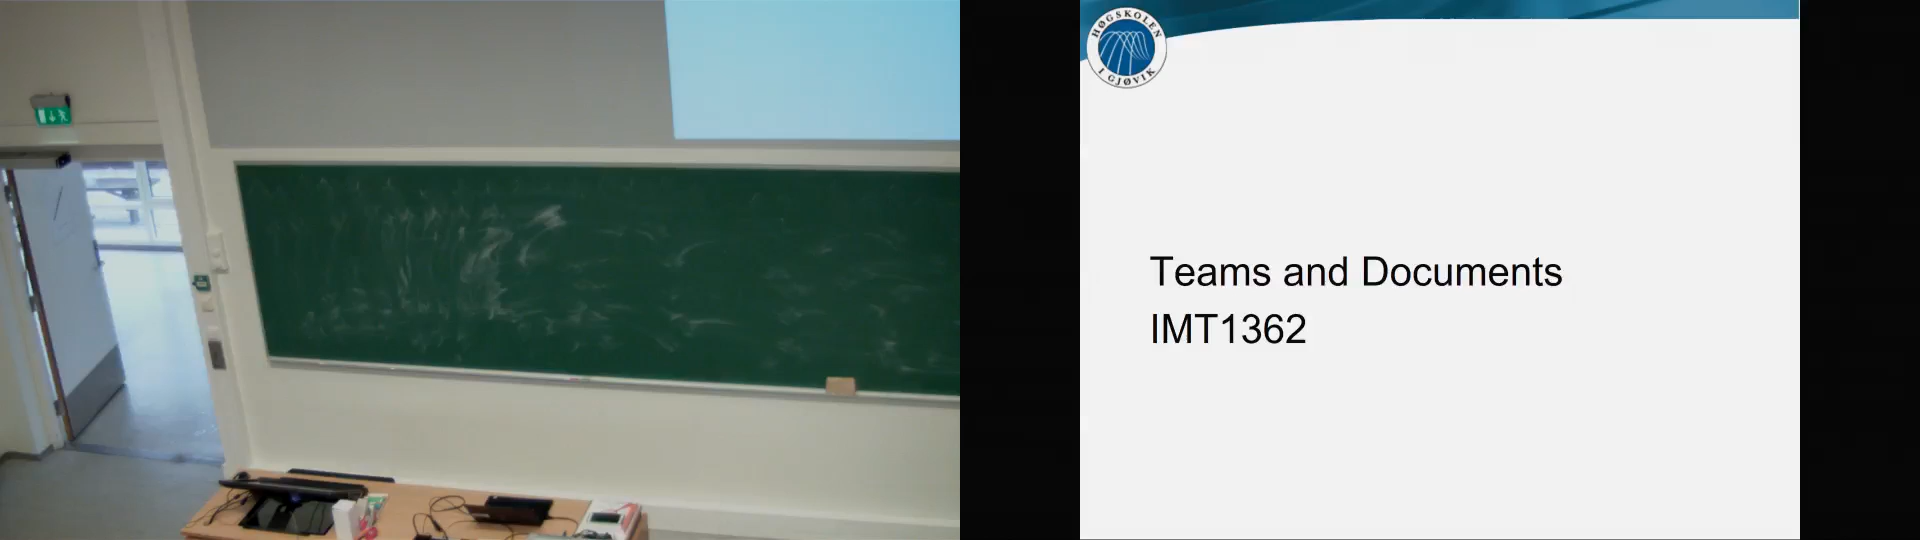 HØGSKOLEN
I GJØVIK
Teams and Documents
IMT1362